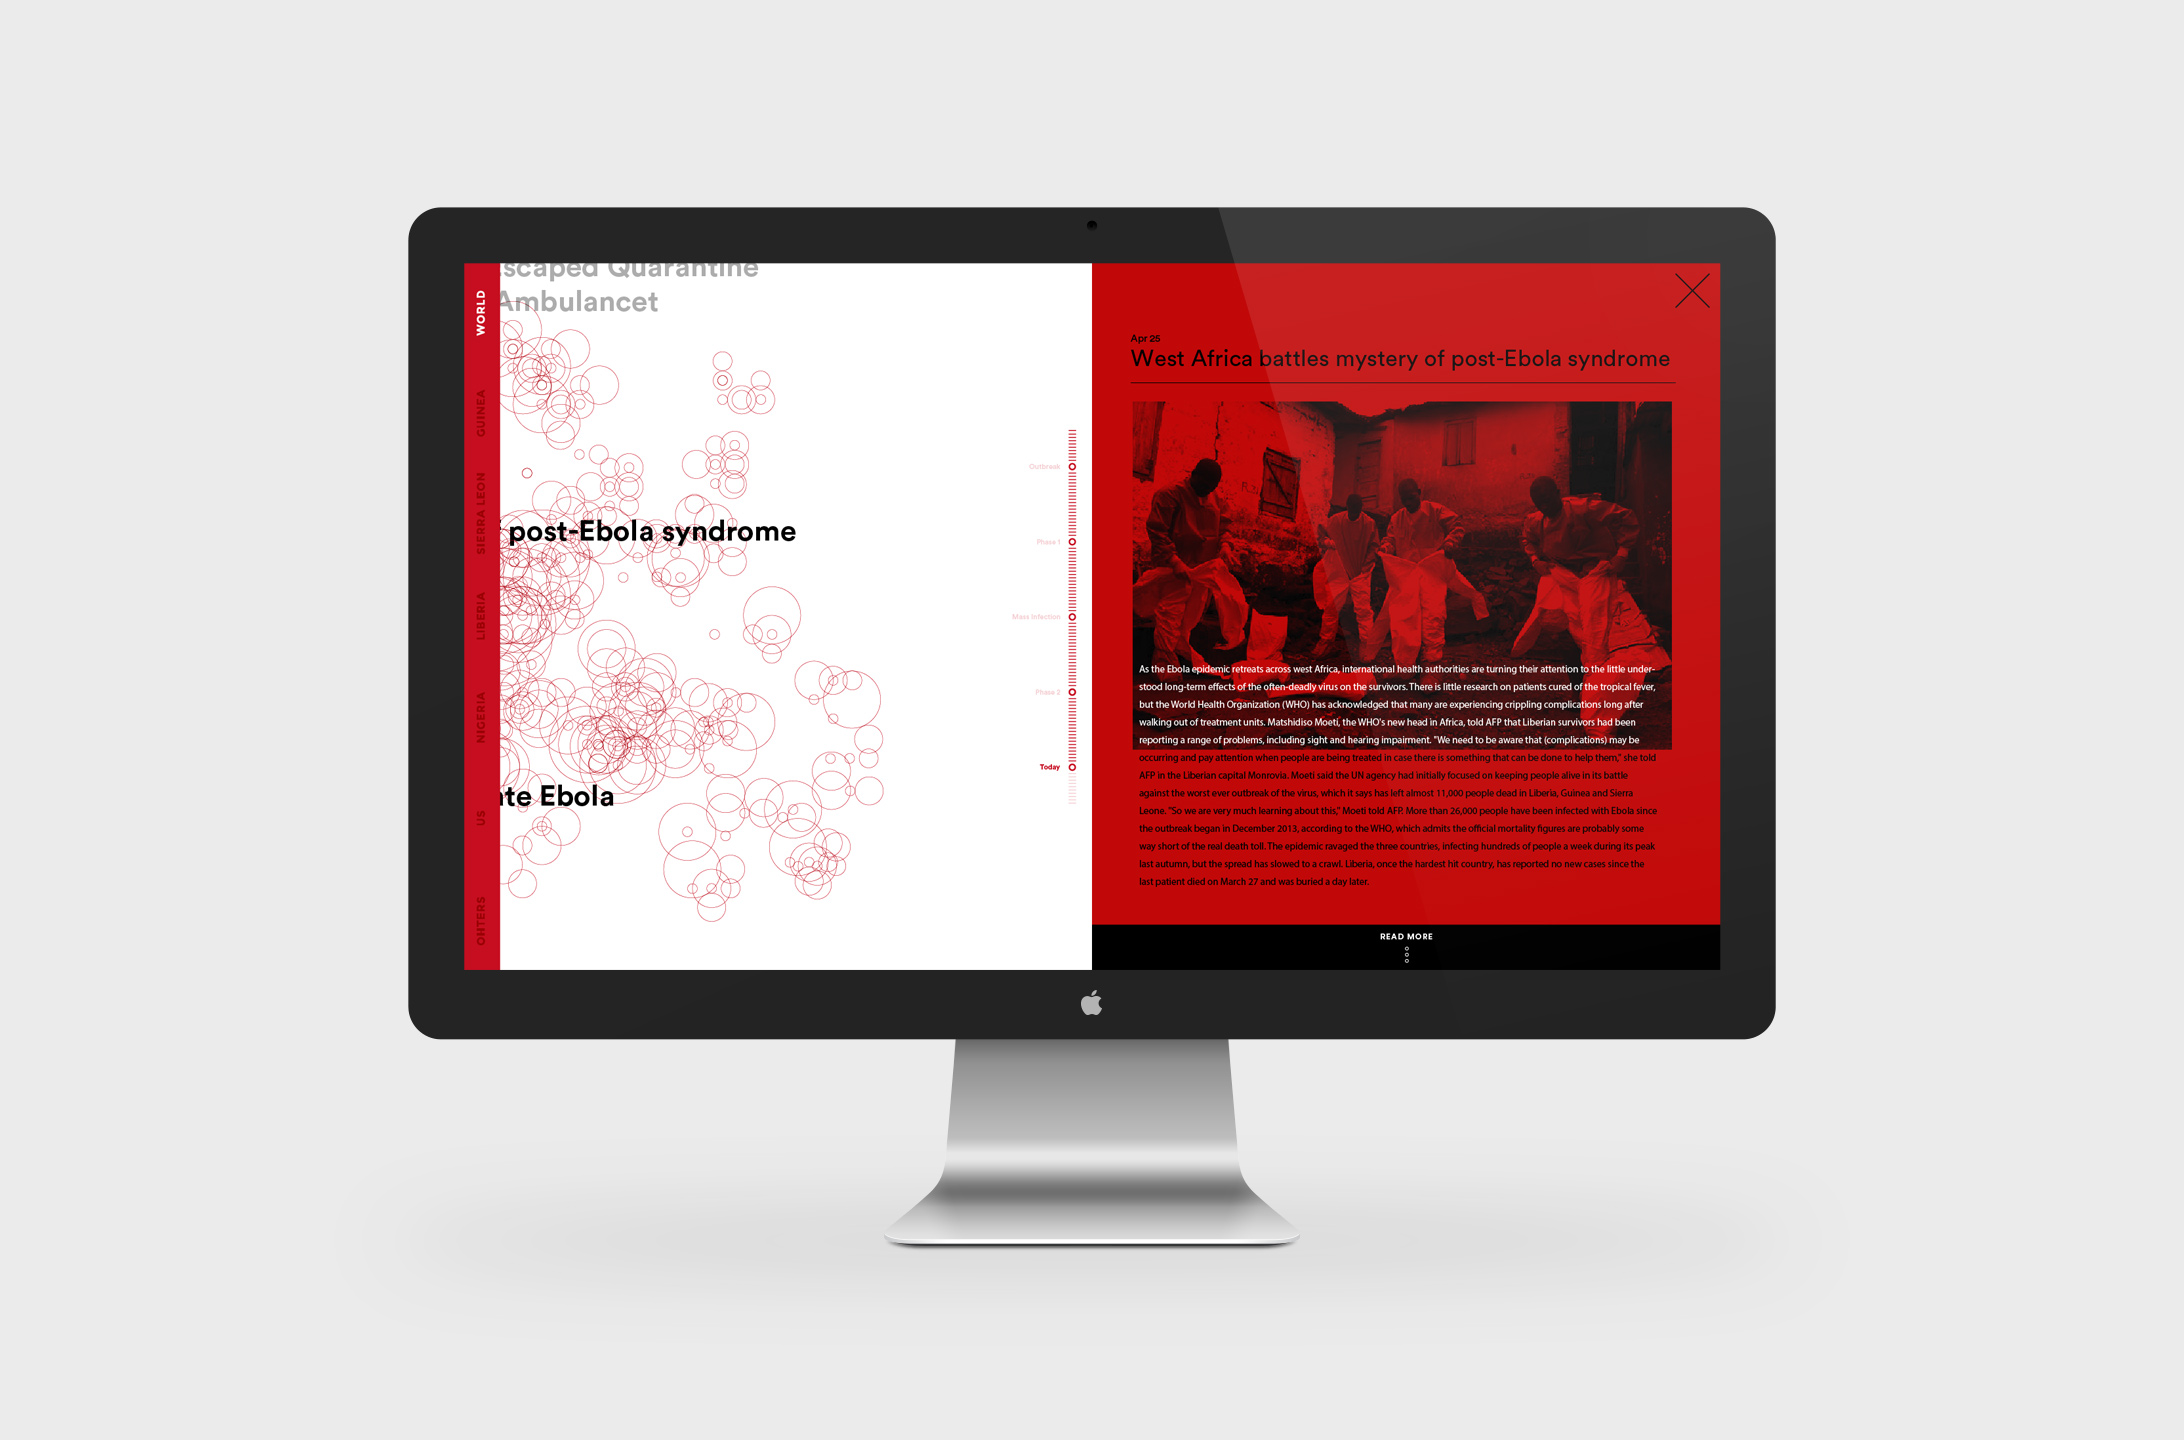 scaped Quarantine
Ambulancet
WORLD
GUINEA
SIERRA LEON
LIBERIA
NIGERIA
US
OHTERS
post-Ebola syndrome
te Ebola
Outbreak
Phase 1
Mass Infection
Phase 2
Today
Apr 25
West Africa battles mystery of post-Ebola syndrome
As the Ebola epidemic retreats across west Africa, international health authorities are turning their attention to the little under-
stood long-term effects of the often-deadly virus on the survivors. There is little research on patients cured of the tropical fever,
but the World Health Organization (WHO) has acknowledged that many are experiencing crippling complications long after
walking out of treatment units. Matshidiso Moeti, the WHO's new head in Africa, told AFP that Liberian survivors had been
reporting a range of problems, including sight and hearing impairment. "We need to be aware that (complications) may be
occurring and pay attention when people are being treated in case there is something that can be done to help them," she told
AFP in the Liberian capital Monrovia. Moeti said the UN agency had initially focused on keeping people alive in its battle
against the worst ever outbreak of the virus, which it says has left almost 11,000 people dead in Liberia, Guinea and Sierra
Leone. "So we are very much learning about this," Moeti told AFP. More than 26,000 people have been infected with Ebola since
the outbreak began in December 2013, according to the WHO, which admits the official mortality figures are probably some
way short of the real death toll. The epidemic ravaged the three countries, infecting hundreds of people a week during its peak
last autumn, but the spread has slowed to a crawl. Liberia, once the hardest hit country, has reported no new cases since the
last patient died on March 27 and was buried a day later.
READ MORE